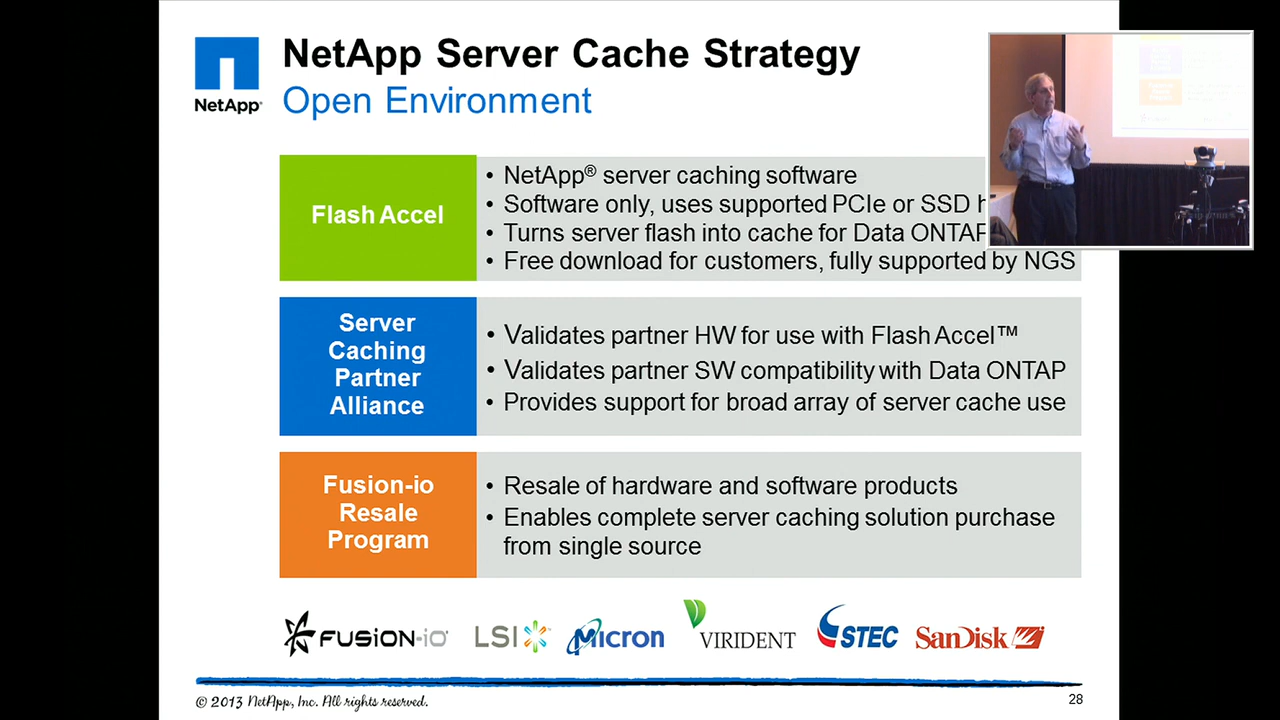 NetApp Server Cache Strategy
Open Environment
NetApp
Flash Accel
• NetApp® server caching software
• Software only, uses supported PCIe or SSD
• Turns server flash into cache for Data ONTAP
• Free download for customers, fully supported by NGS
Server
Caching
Partner
Alliance
• Validates partner HW for use with Flash Accel™
• Validates partner SW compatibility with Data ONTAP
• Provides support for broad array of server cache use
Fusion-io
Resale
Program
• Resale of hardware and software products
• Enables complete server caching solution purchase
from single source
FUSION-iO LSI Micron VIRIDENT STEC SanDisk
© 2013 NetApp, Inc. All rights reserved.
28